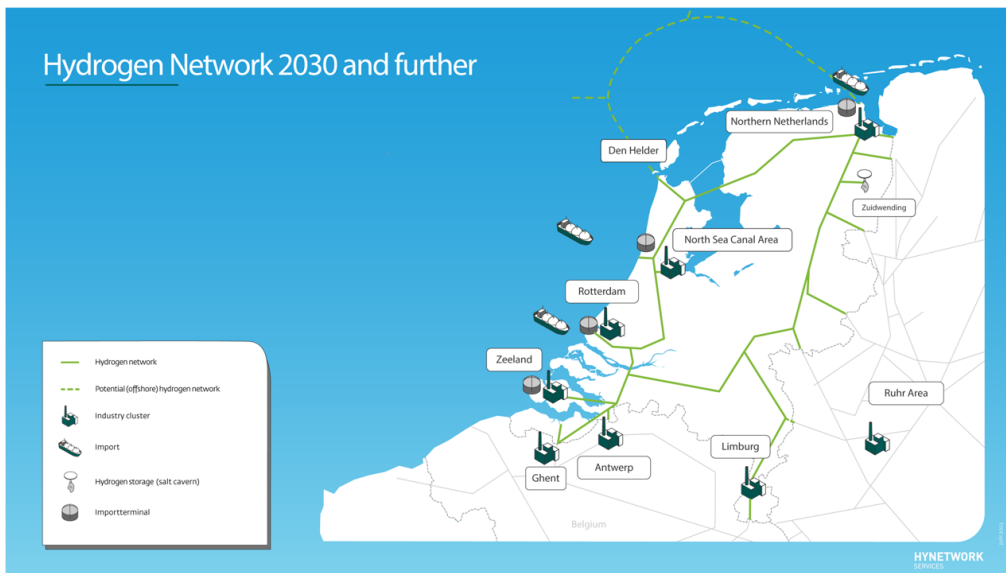 Hydrogen Network 2030 and further
Northern Netherlands
Den Helder
Zuidwending
North Sea Canal Area
Rotterdam
Zeeland
Ruhr Area
Limburg
Antwerp
Ghent
Belgium
Hydrogen network
Potential (offshore) hydrogen network
Industry cluster
Import
Hydrogen storage (salt cavern)
Importterminal
HYNETWORK
SERVICES